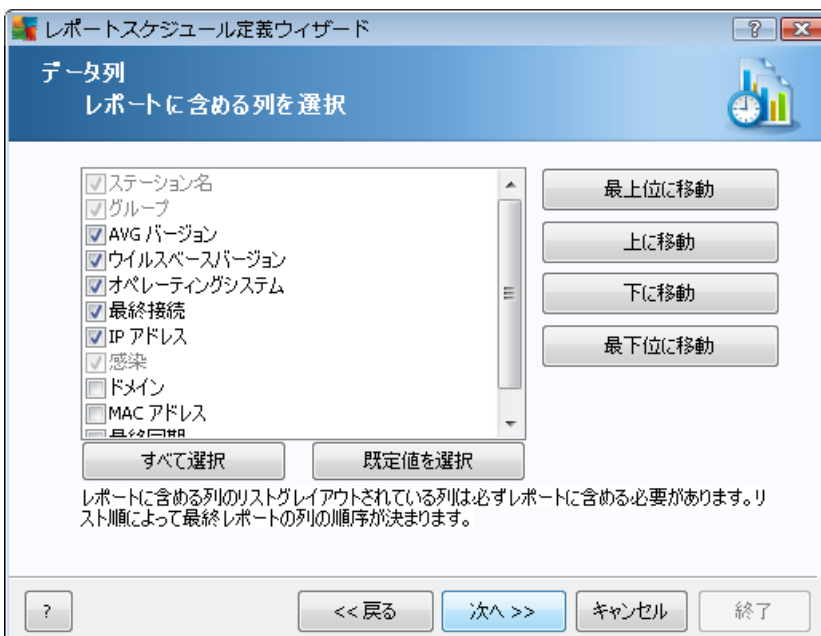 レポートスケジュール定義ウィザード
?
データ列
レポートに含める列を選択
ステーション名
グループ
AVG バージョン
ウイルスベースバージョン
オペレーティングシステム
最終接続
IP アドレス
感染
ドメイン
MAC アドレス
最終同期
最上位に移動
上に移動
下に移動
最下位に移動
すべて選択
既定値を選択
レポートに含める列のリストグレイアウトされている列は必ずレポートに含める必要があります。リ
スト順によって最終レポートの列の順序が決まります。
?
<< 戻る
次へ >>
キャンセル
終了